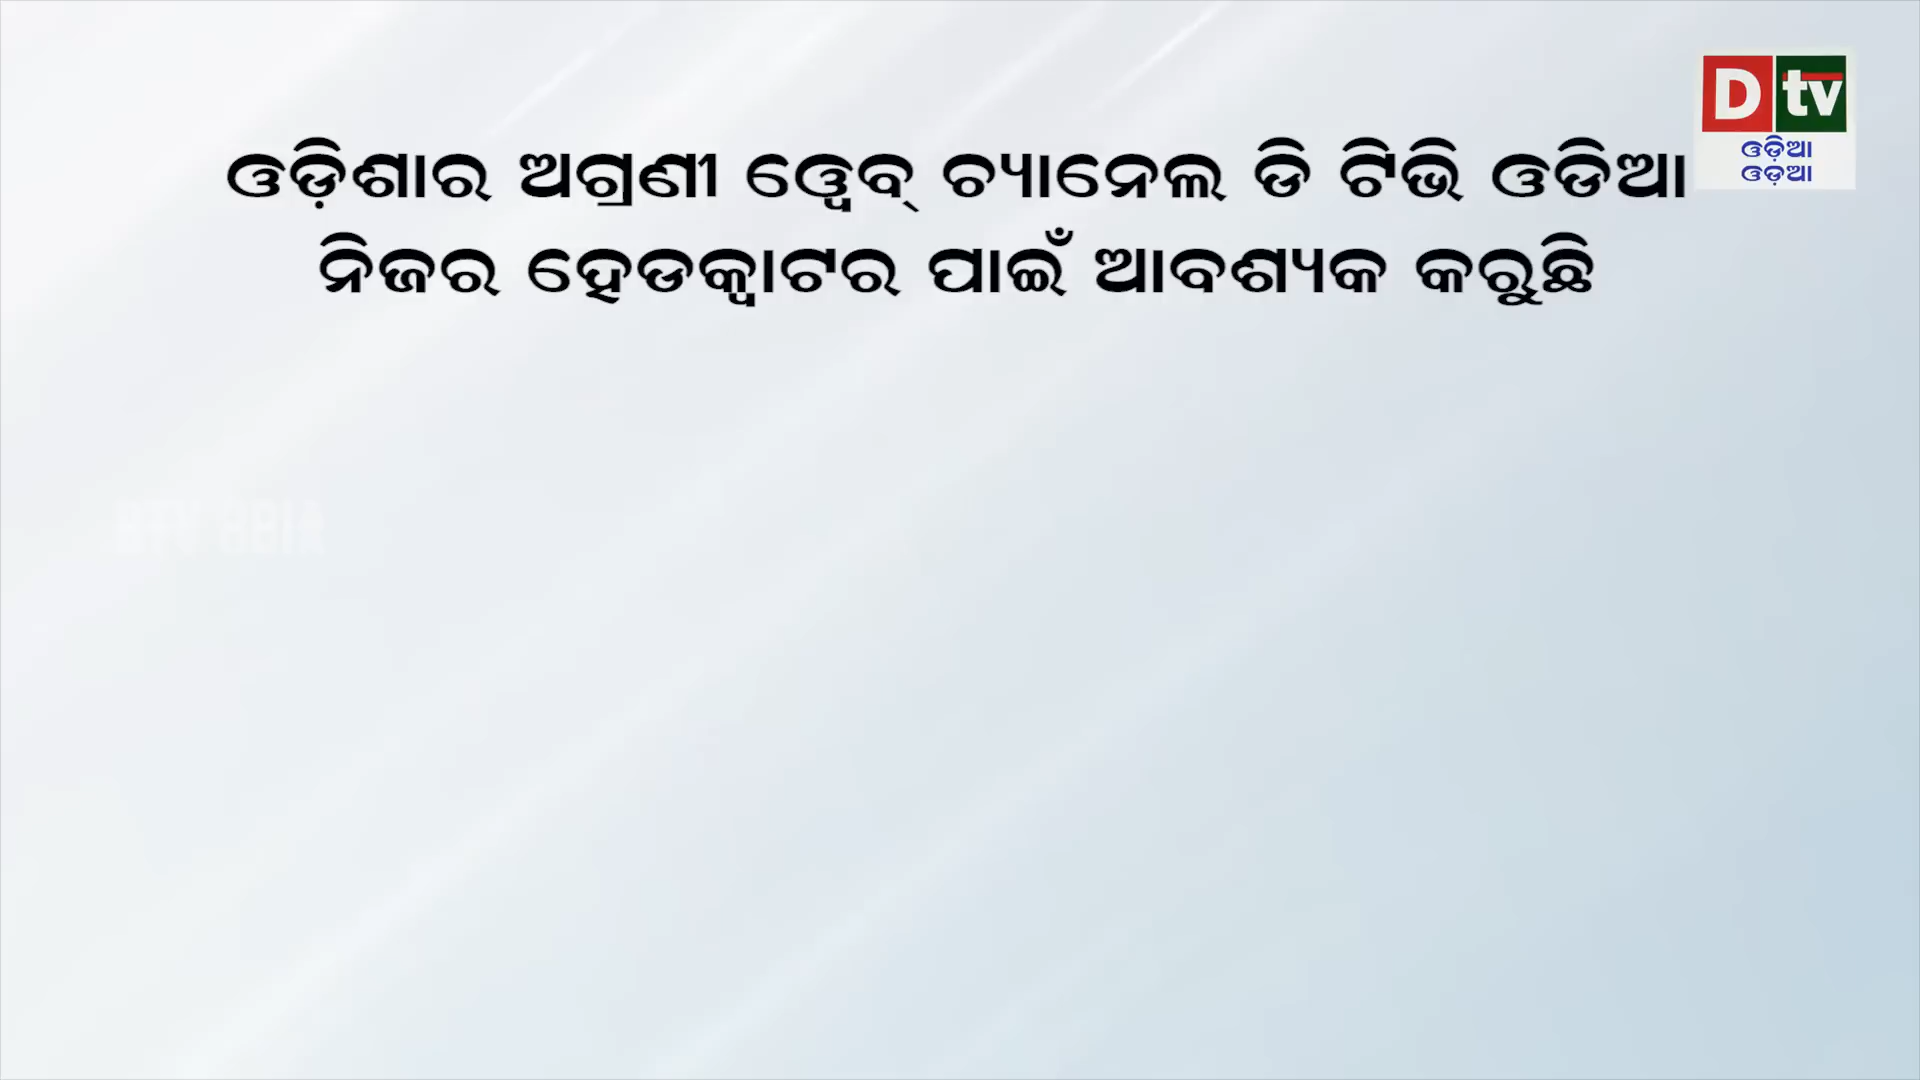 ଓଡ଼ିଶାର ଅଗ୍ରଣୀ ୱେବ୍ ଚ୍ୟାନେଲ ଡି ଟିଭି ଓଡିଆ
ନିଜର ହେଡକ୍ୱାଟର ପାଇଁ ଆବଶ୍ୟକ କରୁଛି
D tv
ଓଡ଼ିଆ
ଓଡ଼ିଆ